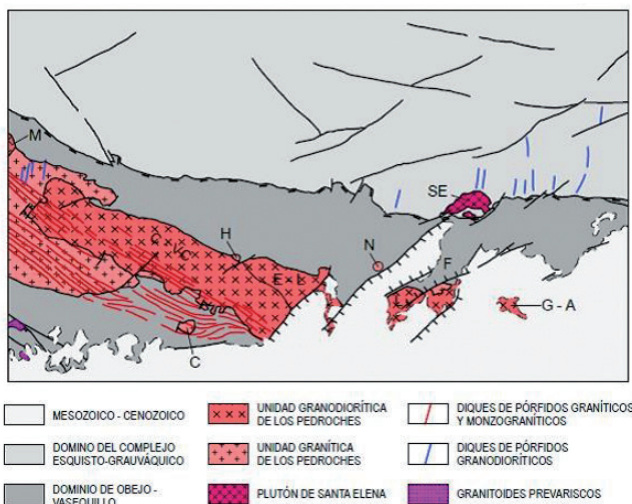 M
SE
H
N
C - C
E - L
F
G - A
C
MESOZOICO - CENOZOICO
UNIDAD GRANODIORÍTICA
DE LOS PEDROCHES
DIQUES DE PÓRFIDOS GRANÍTICOS
Y MONZOGRANÍTICOS
DOMINO DEL COMPLEJO
ESQUISTO-GRAUVÁQUICO
UNIDAD GRANÍTICA
DE LOS PEDROCHES
DIQUES DE PÓRFIDOS
GRANODIORÍTICOS
DOMINIO DE OBEJO -
VASEQUILLO
PLUTÓN DE SANTA ELENA
GRANITOIDES PREVARISCOS